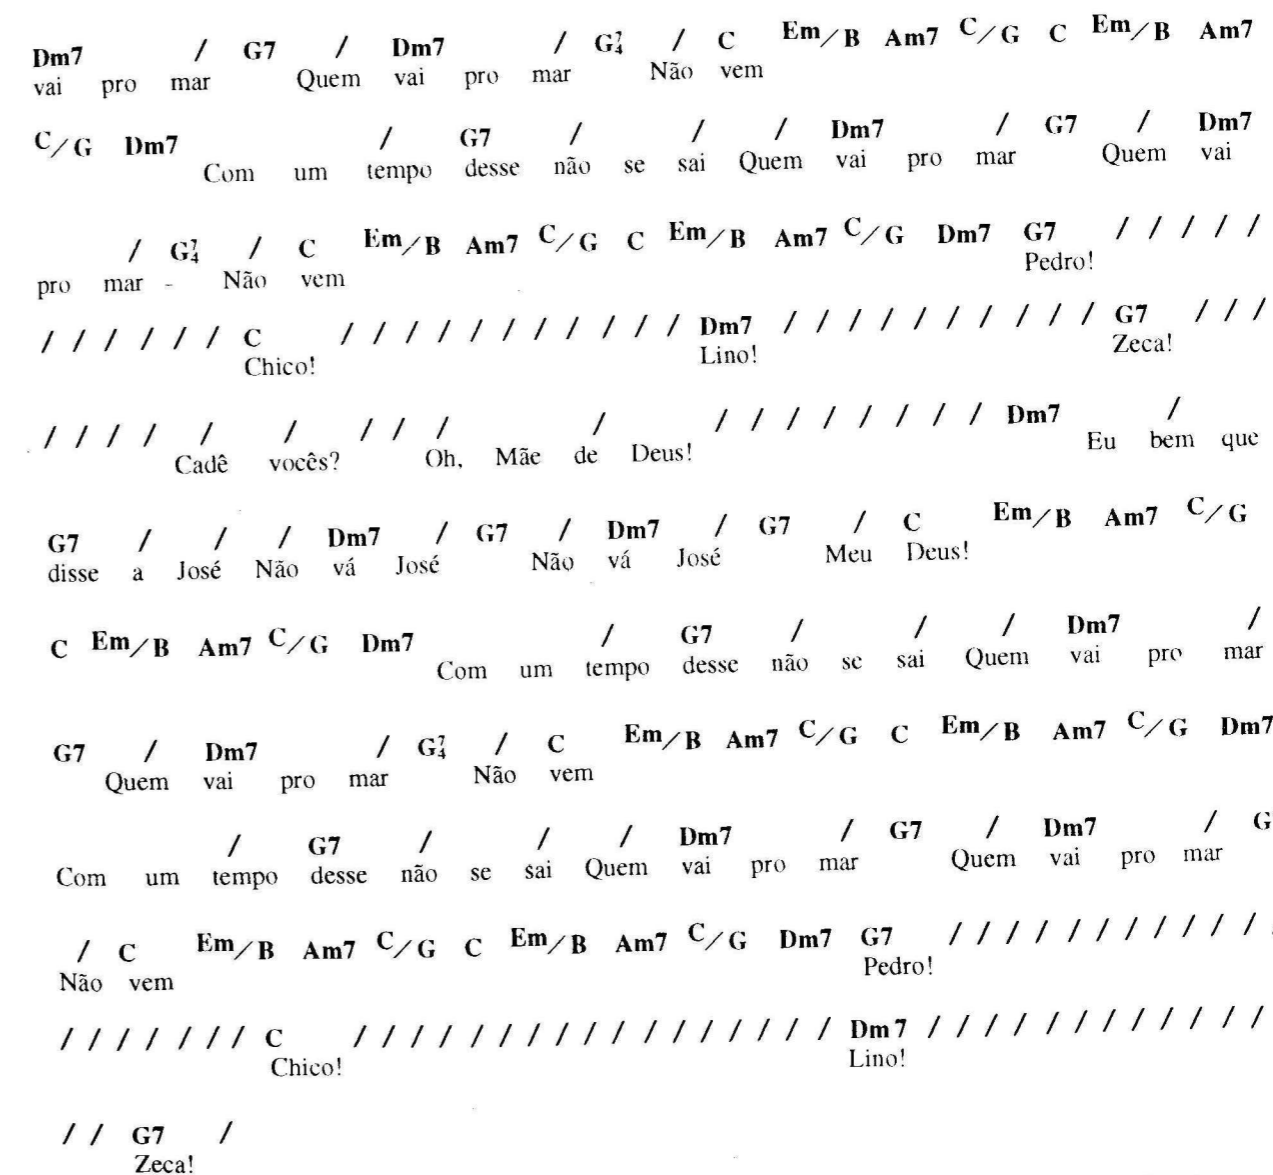 Dm7 / G7 / Dm7 / G7/4 / C Em/B Am7 C/G C Em/B Am7
vai pro mar Quem vai pro mar Não vem
C/G Dm7 / G7 / / / Dm7 / G7 / Dm7
Com um tempo desse não se sai Quem vai pro mar Quem vai
/ G7/4 / C Em/B Am7 C/G C Em/B Am7 C/G Dm7 G7 / / / / /
pro mar - Não vem Pedro!
/ / / / / / C / / / / / / / / / / / Dm7 / / / / / / / / / / / G7 / / /
Chico! Lino! Zeca!
/ / / / / / / / / / / / / / / / / / / Dm7 /
Cadê vocês? Oh, Mãe de Deus! Eu bem que
G7 / / / Dm7 / G7 / Dm7 / G7 / C Em/B Am7 C/G
disse a José Não vá José Não vá José Meu Deus!
C Em/B Am7 C/G Dm7 / G7 / / / Dm7 /
Com um tempo desse não se sai Quem vai pro mar
G7 / Dm7 / G7/4 / C Em/B Am7 C/G C Em/B Am7 C/G Dm7
Quem vai pro mar Não vem
/ G7 / / / Dm7 / G7 / Dm7 / G
Com um tempo desse não se sai Quem vai pro mar Quem vai pro mar
/ C Em/B Am7 C/G C Em/B Am7 C/G Dm7 G7 / / / / / / / / / / /
Não vem Pedro!
/ / / / / / / C / / / / / / / / / / / / / / / / / Dm7 / / / / / / / / / / / /
Chico! Lino!
/ / G7 /
Zeca!